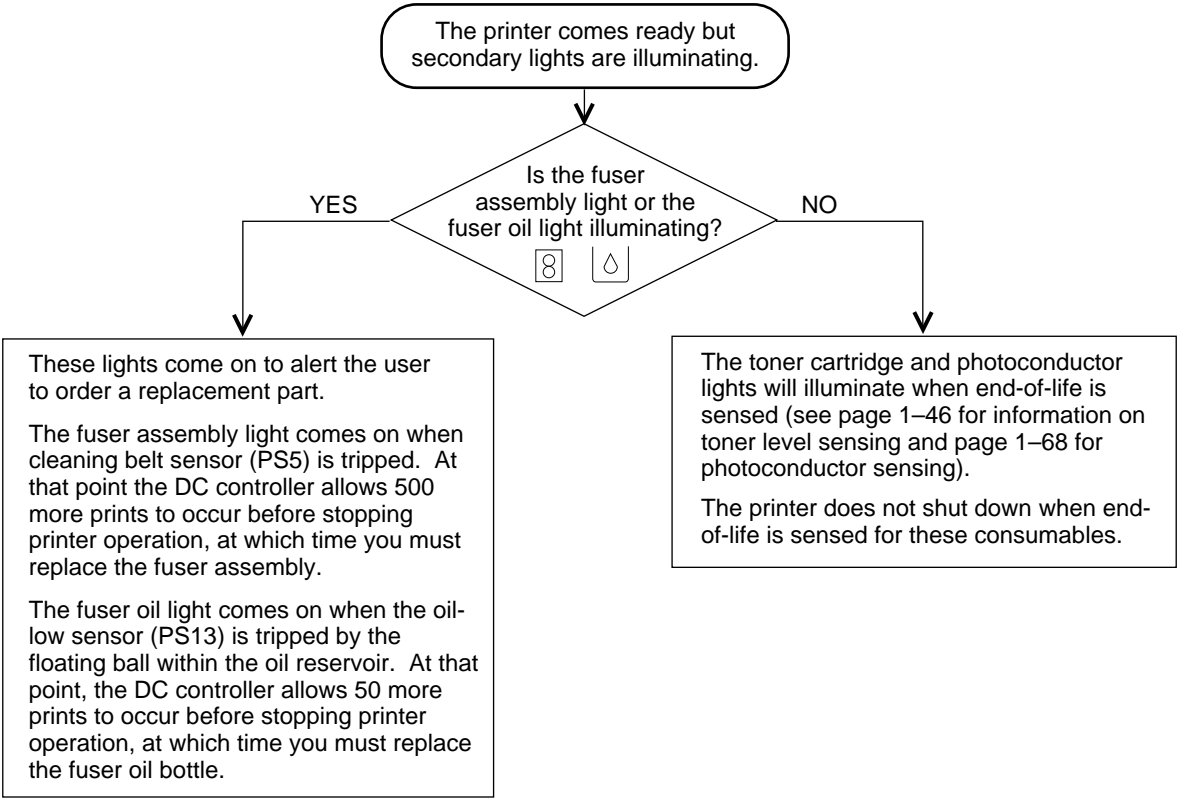 The printer comes ready but
secondary lights are illuminating.
Is the fuser
assembly light or the
fuser oil light illuminating?
YES
NO
These lights come on to alert the user
to order a replacement part.
The fuser assembly light comes on when
cleaning belt sensor (PS5) is tripped.  At
that point the DC controller allows 500
more prints to occur before stopping
printer operation, at which time you must
replace the fuser assembly.
The fuser oil light comes on when the oil-
low sensor (PS13) is tripped by the
floating ball within the oil reservoir.  At that
point, the DC controller allows 50 more
prints to occur before stopping printer
operation, at which time you must replace
the fuser oil bottle.
The toner cartridge and photoconductor
lights will illuminate when end-of-life is
sensed (see page 1–46 for information on
toner level sensing and page 1–68 for
photoconductor sensing).
The printer does not shut down when end-
of-life is sensed for these consumables.